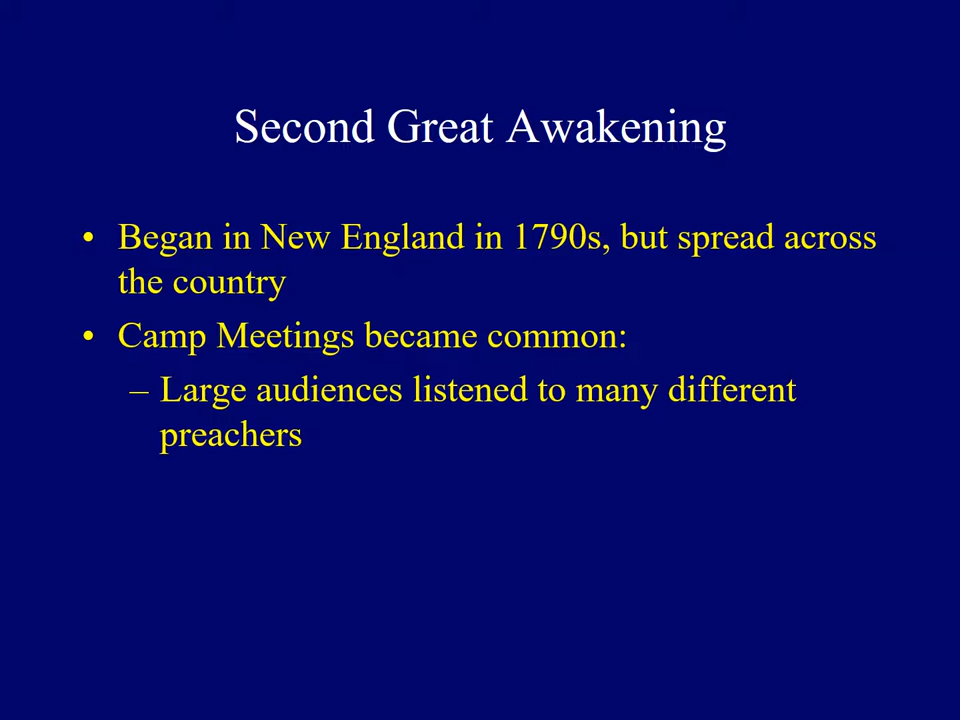 Second Great Awakening
• Began in New England in 1790s, but spread across
the country
• Camp Meetings became common:
– Large audiences listened to many different
preachers